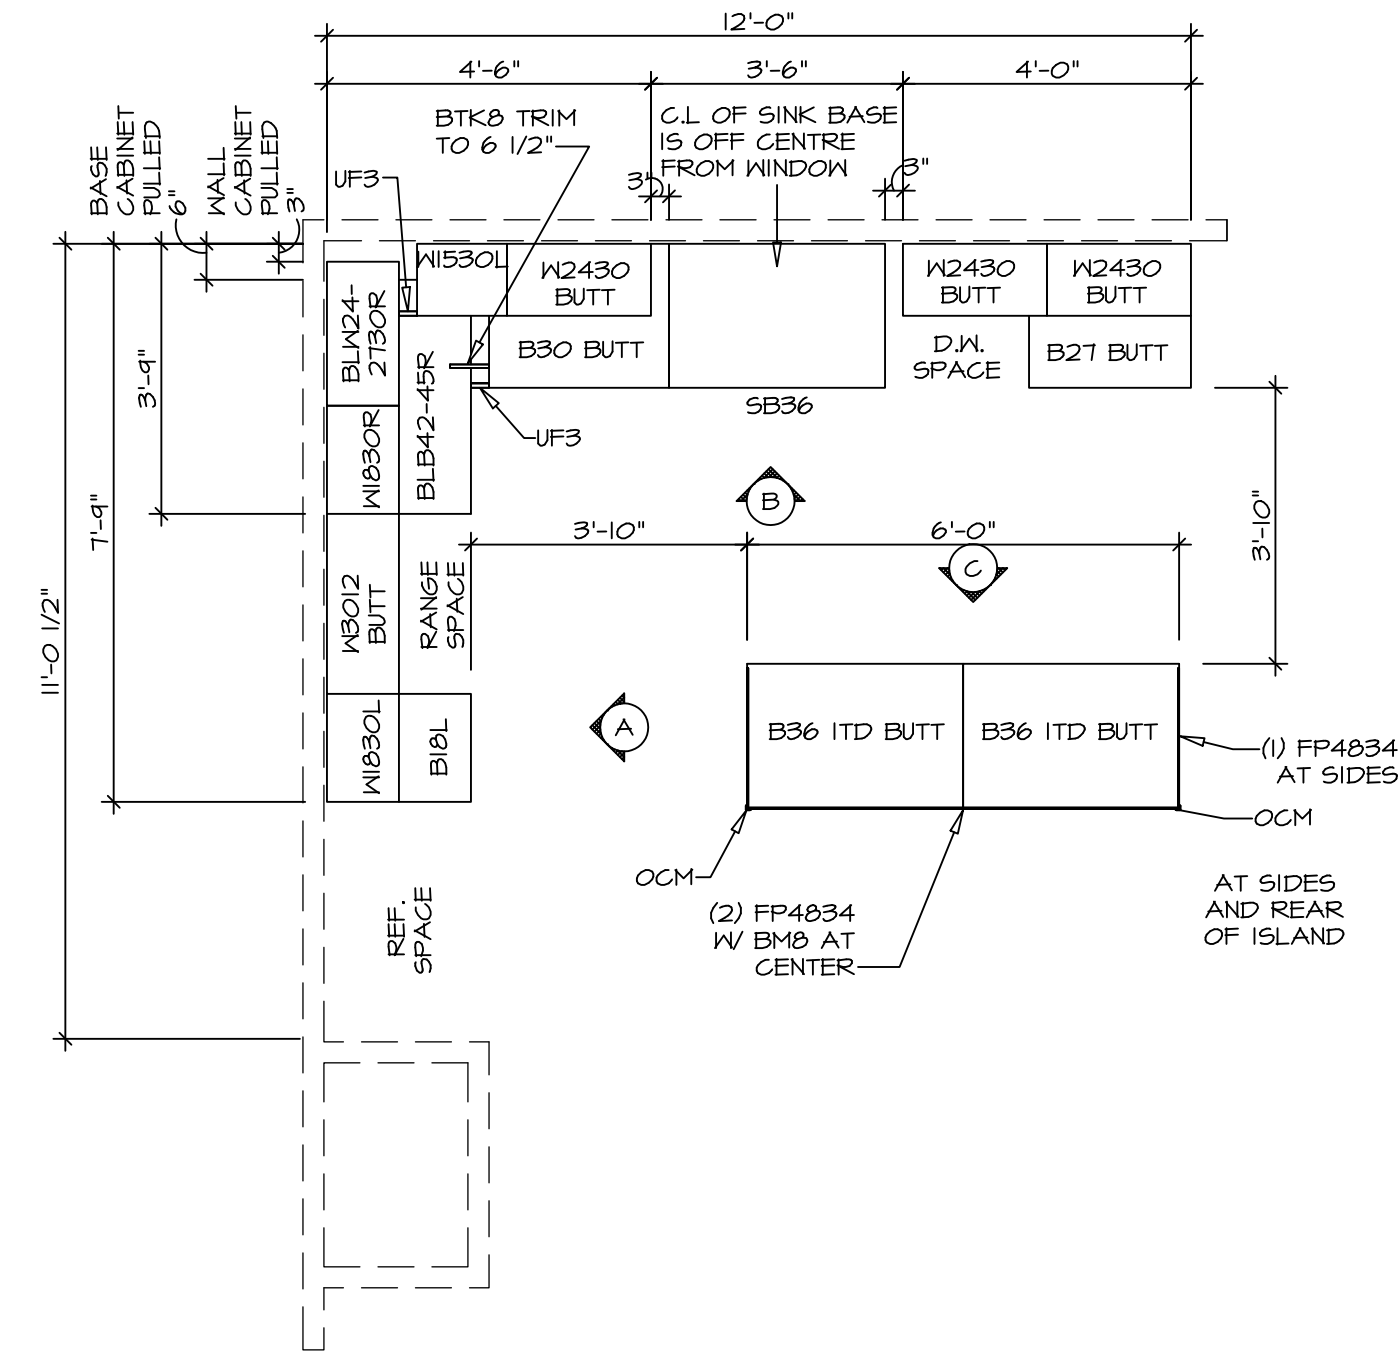 12'-0"
4'-6"
3'-6"
4'-0"
BTK8 TRIM
TO 6 1/2"
C.L OF SINK BASE
IS OFF CENTRE
FROM WINDOW
UF3
3"
3"
BASE
CABINET
PULLED
6"
WALL
CABINET
PULLED
3"
W1530L
W2430
BUTT
W2430
BUTT
W2430
BUTT
BLW24-
2730R
BLB42-45R
B30 BUTT
D.W.
SPACE
B27 BUTT
SB36
UF3
3'-9"
W1830R
7'-9"
B
3'-10"
6'-0"
3'-10"
C
W3012
BUTT
RANGE
SPACE
11'-0 1/2"
W1830L
B18L
A
B36 1TD BUTT
B36 1TD BUTT
(1) FP4834
AT SIDES
OCM
OCM
(2) FP4834
W/ BM8 AT
CENTER
AT SIDES
AND REAR
OF ISLAND
REF.
SPACE